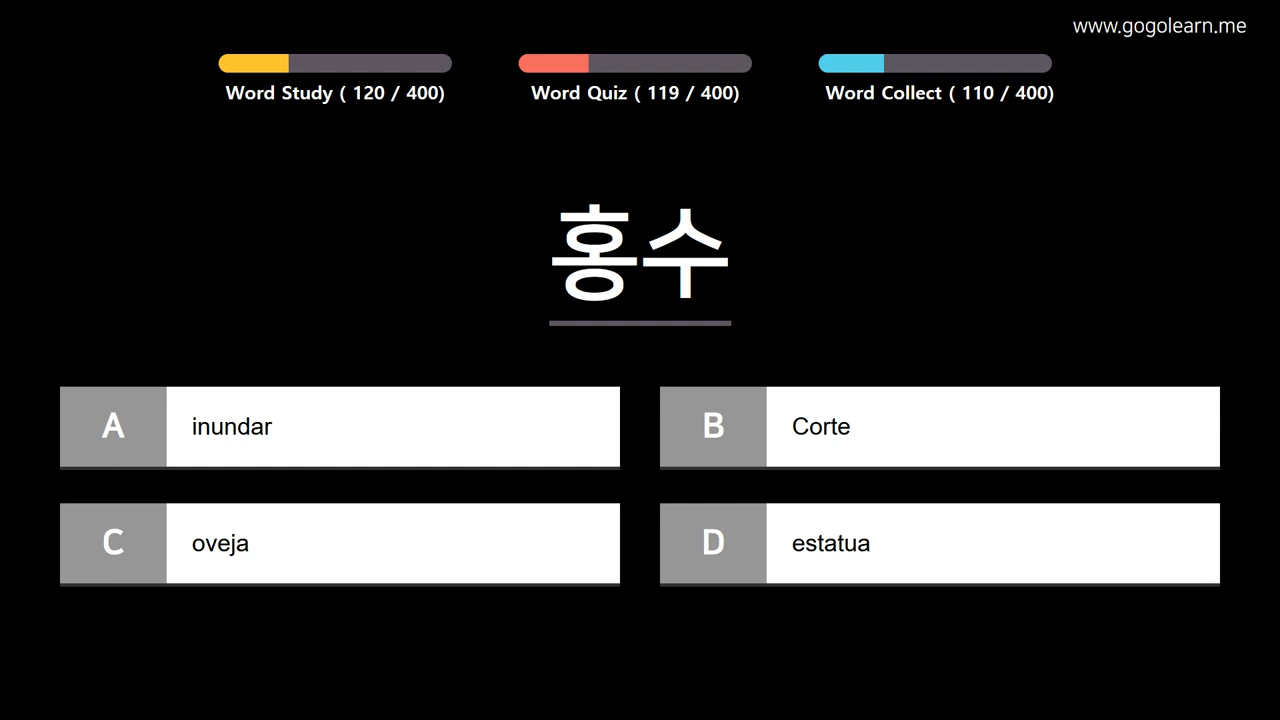 www.gogolearn.me
Word Study ( 120 / 400)
Word Quiz ( 119 / 400)
Word Collect ( 110 / 400)
홍수
A inundar
B Corte
C oveja
D estatua